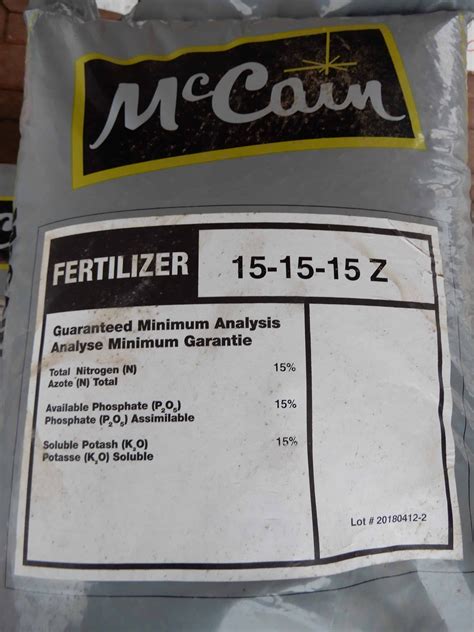 McCain
FERTILIZER
15-15-15 Z
Guaranteed Minimum Analysis
Analyse Minimum Garantie
Total Nitrogen (N) 15%
Azote (N) Total
Available Phosphate (P₂O₅) 15%
Phosphate (P₂O₅) Assimilable
Soluble Potash (K₂O) 15%
Potasse (K₂O) Soluble
Lot # 20180412-2